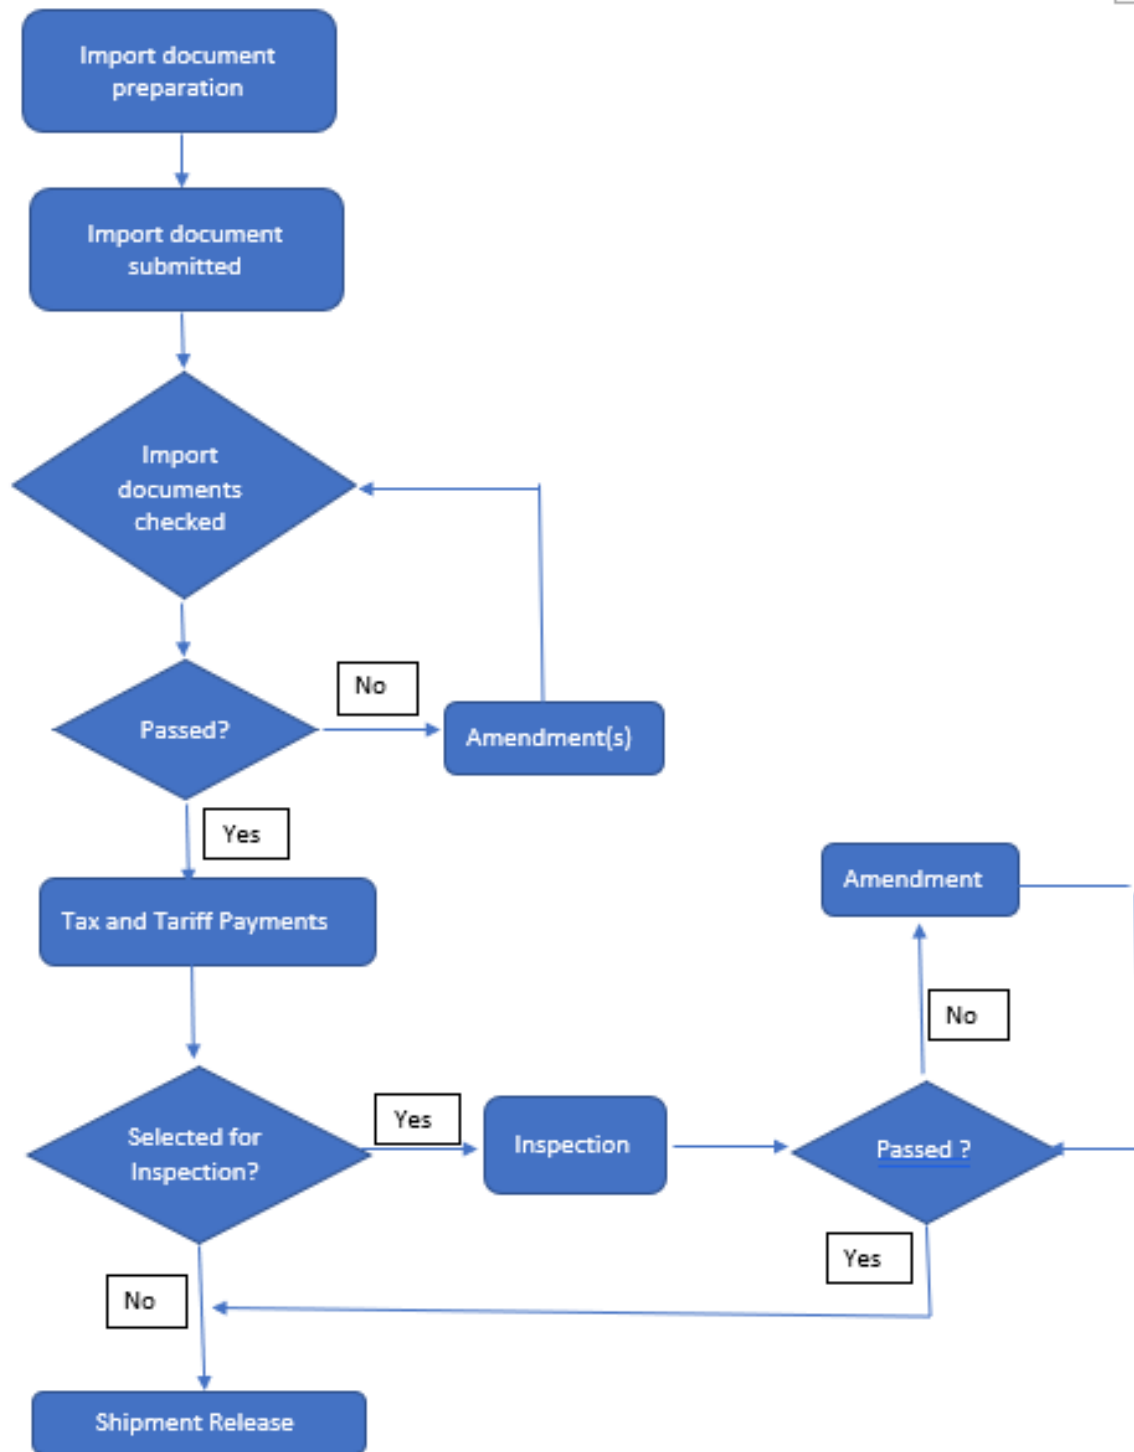 Import document
preparation
Import document
submitted
Import
documents
checked
Passed?
No
Amendment(s)
Yes
Tax and Tariff Payments
Amendment
No
Selected for
Inspection?
Yes
Inspection
Passed ?
Yes
No
Shipment Release